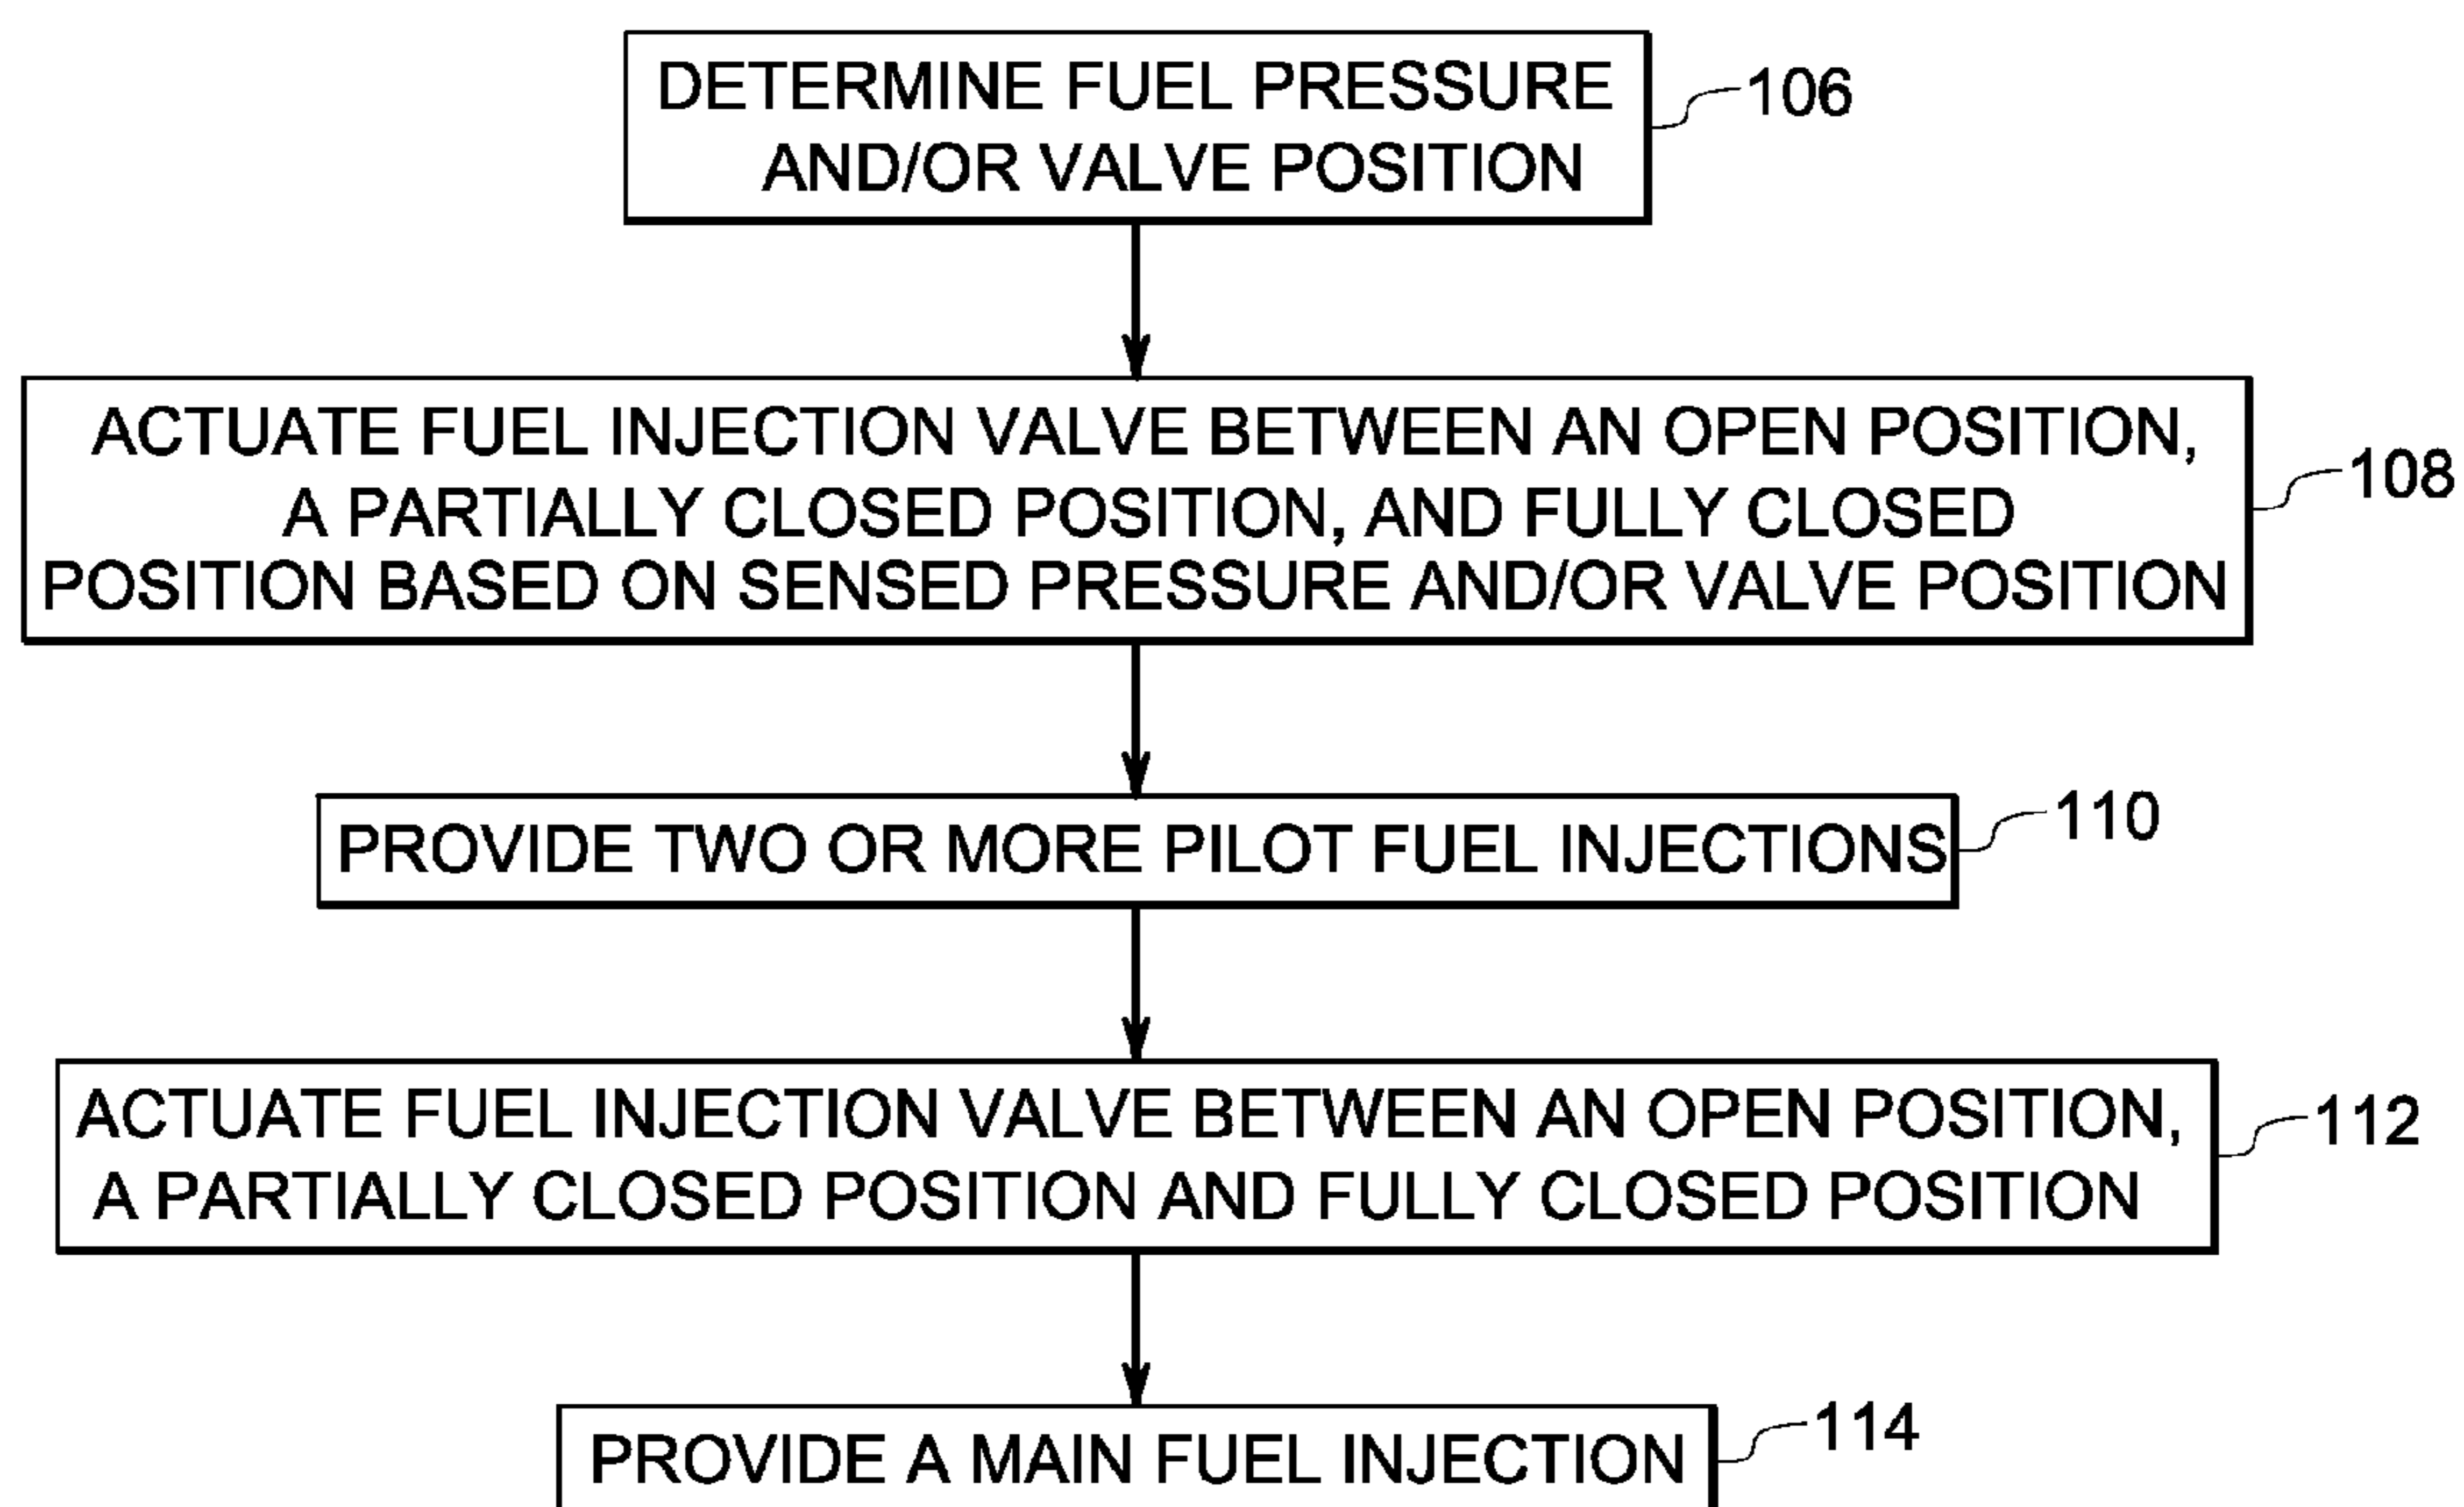 DETERMINE FUEL PRESSURE
AND/OR VALVE POSITION
106
ACTUATE FUEL INJECTION VALVE BETWEEN AN OPEN POSITION,
A PARTIALLY CLOSED POSITION, AND FULLY CLOSED
POSITION BASED ON SENSED PRESSURE AND/OR VALVE POSITION
108
PROVIDE TWO OR MORE PILOT FUEL INJECTIONS
110
ACTUATE FUEL INJECTION VALVE BETWEEN AN OPEN POSITION,
A PARTIALLY CLOSED POSITION AND FULLY CLOSED POSITION
112
PROVIDE A MAIN FUEL INJECTION
114